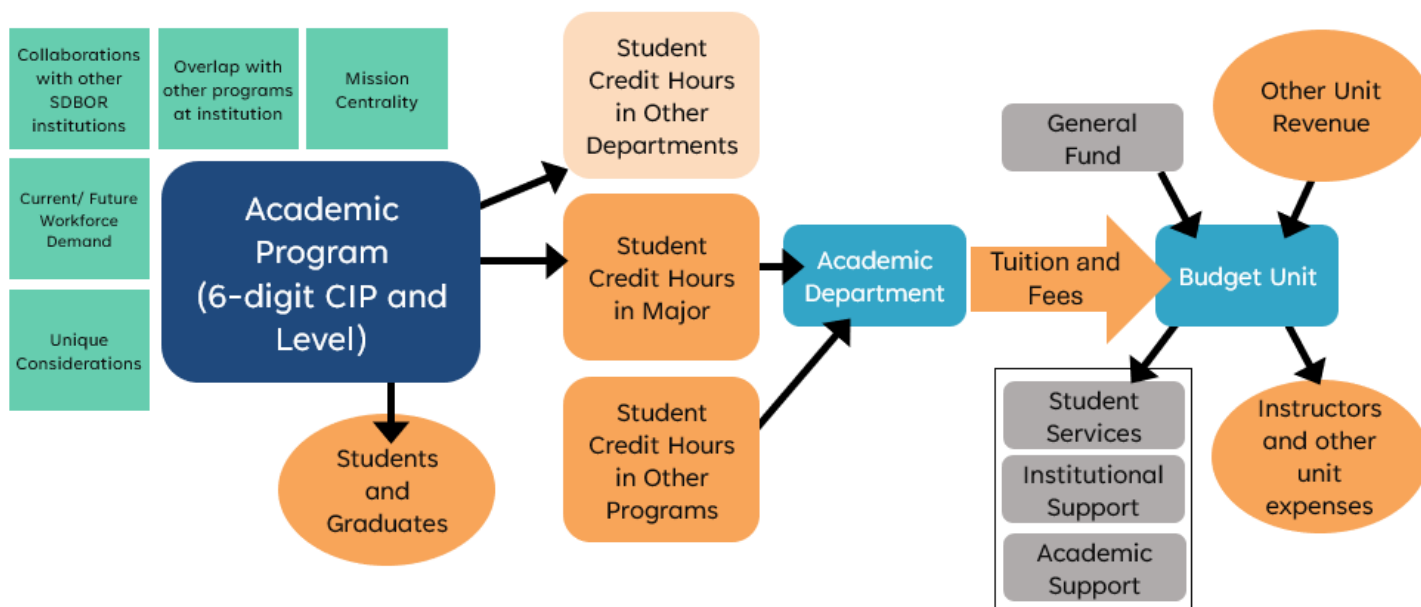 Collaborations
with other
SDBOR
institutions
Overlap with
other programs
at institution
Mission
Centrality
Current/ Future
Workforce
Demand
Unique
Considerations
Academic
Program
(6-digit CIP and
Level)
Students
and
Graduates
Student
Credit Hours
in Other
Departments
Student
Credit Hours
in Major
Student
Credit Hours
in Other
Programs
Academic
Department
Tuition and
Fees
General
Fund
Other Unit
Revenue
Budget Unit
Student
Services
Institutional
Support
Academic
Support
Instructors
and other
unit
expenses